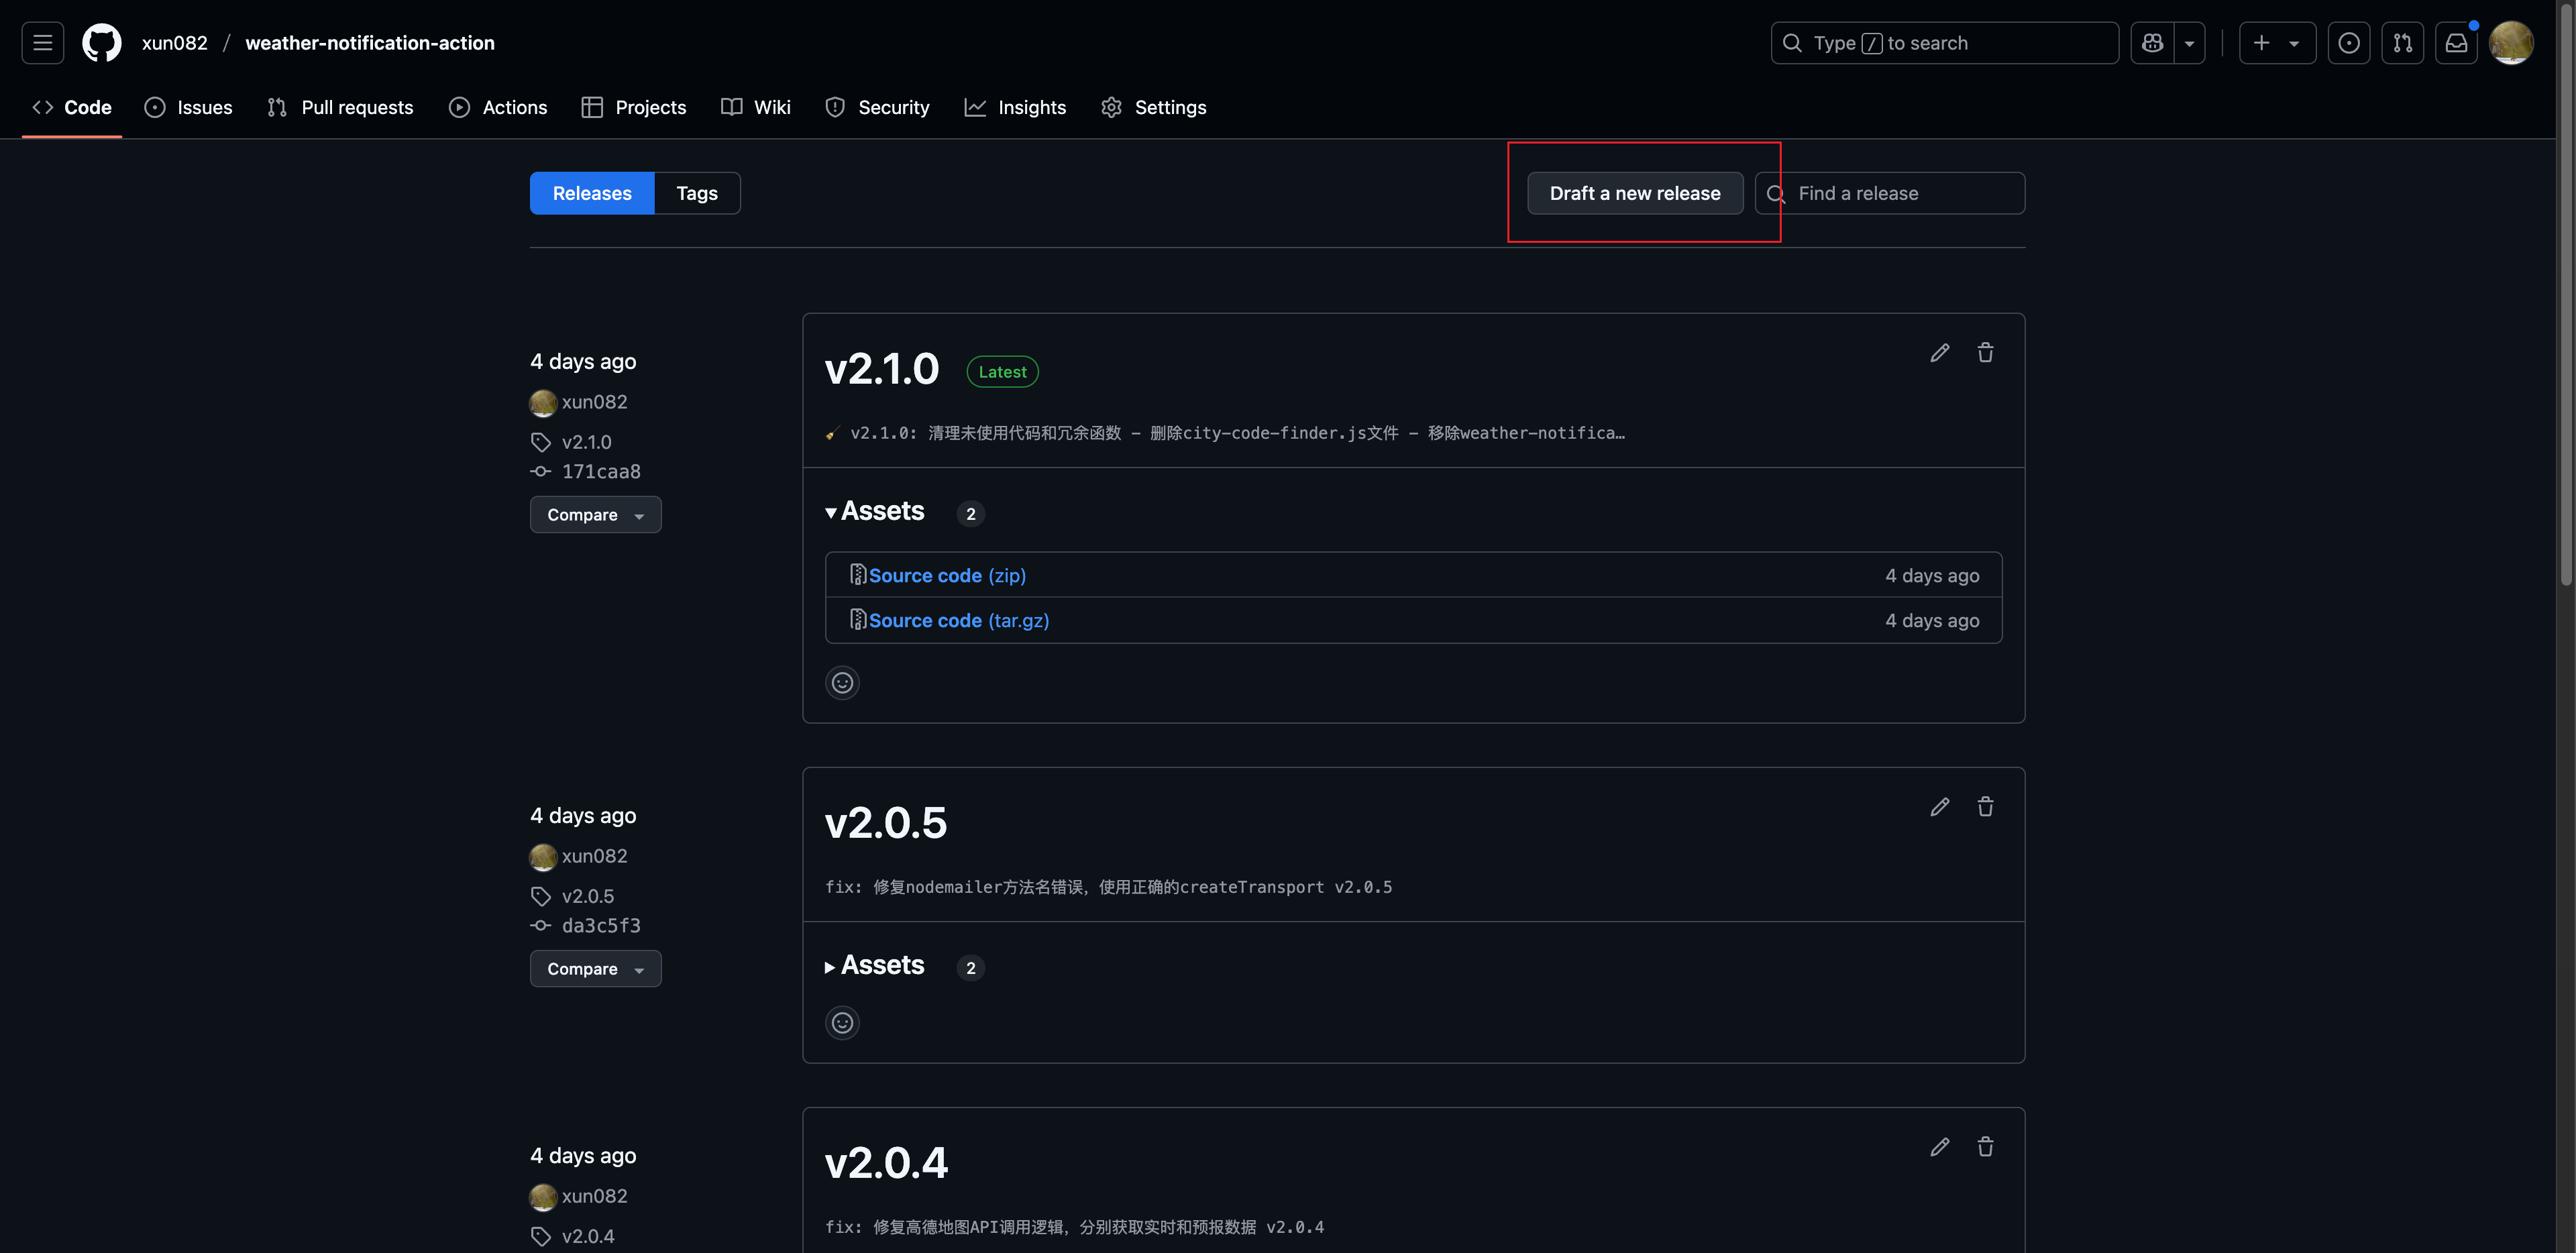 xun082 / weather-notification-action
Type / to search
Code Issues Pull requests Actions Projects Wiki Security Insights Settings
Releases Tags
Draft a new release
Find a release
4 days ago
xun082
v2.1.0
171caa8
Compare
v2.1.0 Latest
v2.1.0: 清理未使用代码和冗余函数 - 删除city-code-finder.js文件 - 移除weather-notifica…
Assets 2
Source code (zip) 4 days ago
Source code (tar.gz) 4 days ago
4 days ago
xun082
v2.0.5
da3c5f3
Compare
v2.0.5
fix: 修复nodemailer方法名错误，使用正确的createTransport v2.0.5
Assets 2
4 days ago
xun082
v2.0.4
v2.0.4
fix: 修复高德地图API调用逻辑，分别获取实时和预报数据 v2.0.4